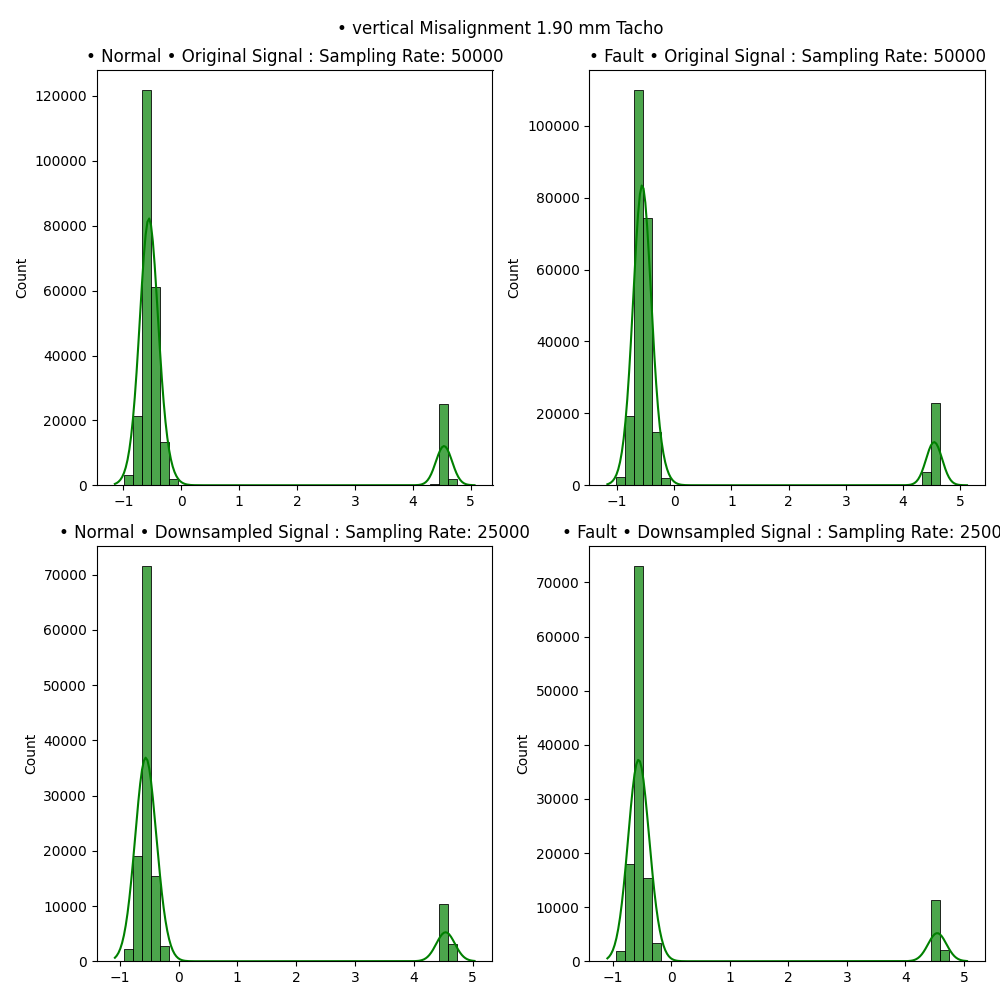 • vertical Misalignment 1.90 mm Tacho
• Normal • Original Signal : Sampling Rate: 50000
• Fault • Original Signal : Sampling Rate: 50000
120000
100000
80000
60000
40000
20000
0
Count
−1 0 1 2 3 4 5
100000
80000
60000
40000
20000
0
Count
−1 0 1 2 3 4 5
• Normal • Downsampled Signal : Sampling Rate: 25000
• Fault • Downsampled Signal : Sampling Rate: 2500
70000
60000
50000
40000
30000
20000
10000
0
Count
−1 0 1 2 3 4 5
70000
60000
50000
40000
30000
20000
10000
0
Count
−1 0 1 2 3 4 5